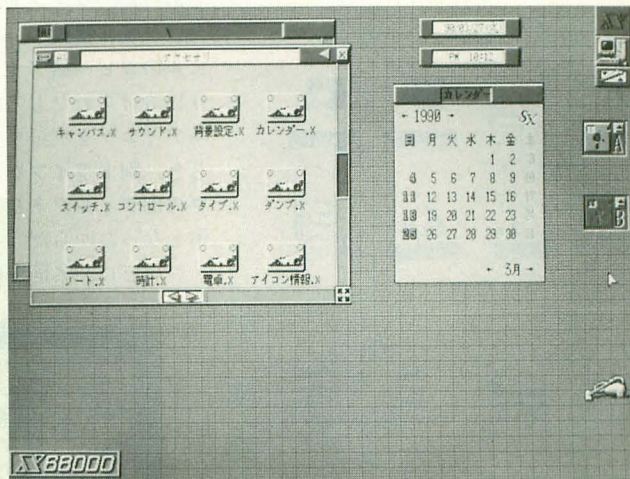 アクセサリ
キャンバス.X サウンド.X 背景設定.X カレンダー.X
スイッチ.X コントロール.X タイプ.X ダンプ.X
ノート.X 時計.X 電卓.X アイコン情報.X
PM 10:12
カレンダー
← 1990 → SX
日 月 火 水 木 金
1 2
4 5 6 7 8 9
11 12 13 14 15 16
18 19 20 21 22 23
25 26 27 28 29 30
← 3月 →
A
B
X68000